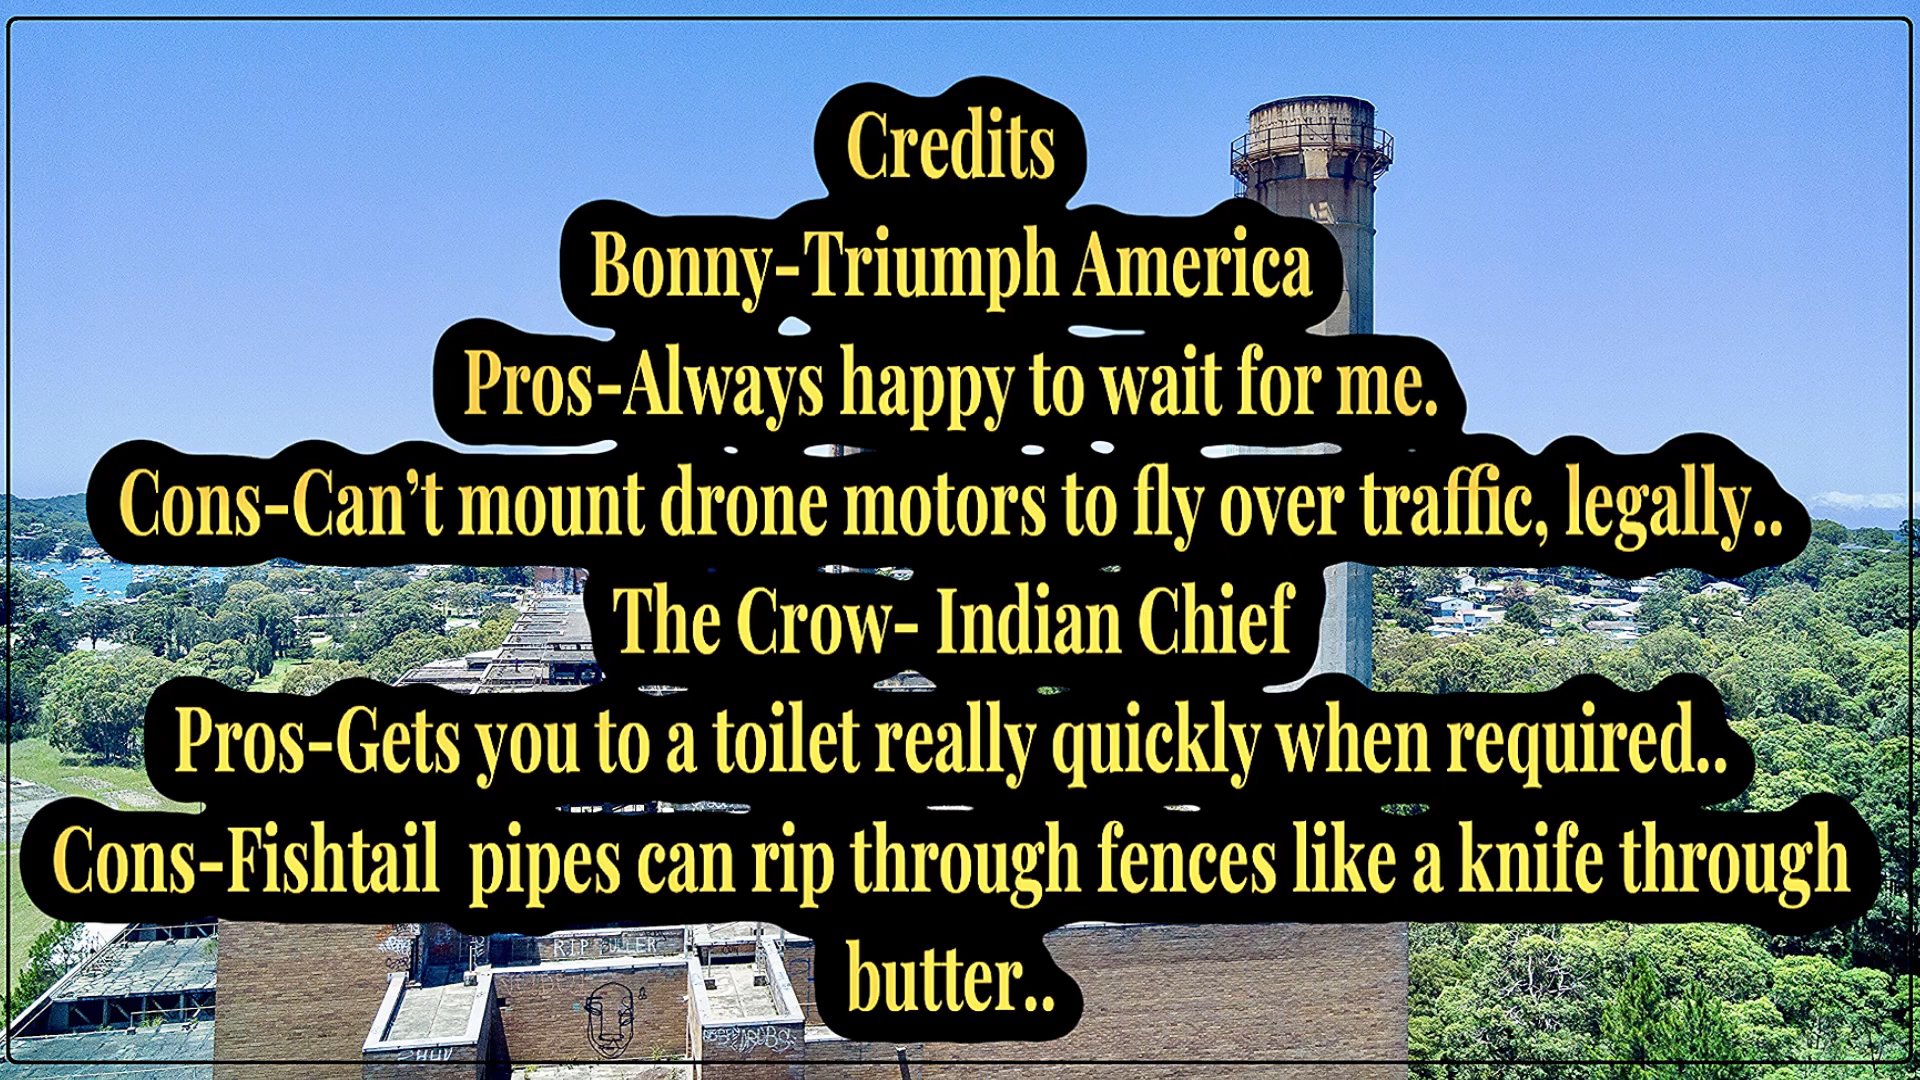 Credits
Bonny-Triumph America
Pros-Always happy to wait for me.
Cons-Can't mount drone motors to fly over traffic, legally..
The Crow- Indian Chief
Pros-Gets you to a toilet really quickly when required..
Cons-Fishtail  pipes can rip through fences like a knife through
butter..
RIP